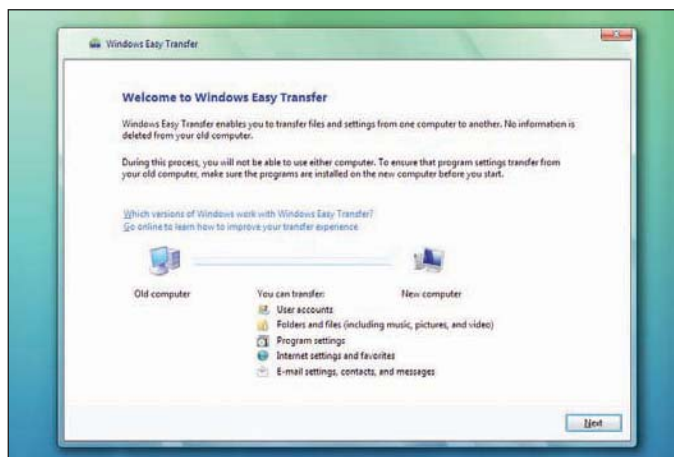 Windows Easy Transfer
Welcome to Windows Easy Transfer
Windows Easy Transfer enables you to transfer files and settings from one computer to another. No information is
deleted from your old computer.
During this process, you will not be able to use either computer. To ensure that program settings transfer from
your old computer, make sure the programs are installed on the new computer before you start.
Which versions of Windows work with Windows Easy Transfer?
Go online to learn how to improve your transfer experience
Old computer
You can transfer:
New computer
User accounts
Folders and files (including music, pictures, and video)
Program settings
Internet settings and favorites
E-mail settings, contacts, and messages
Next